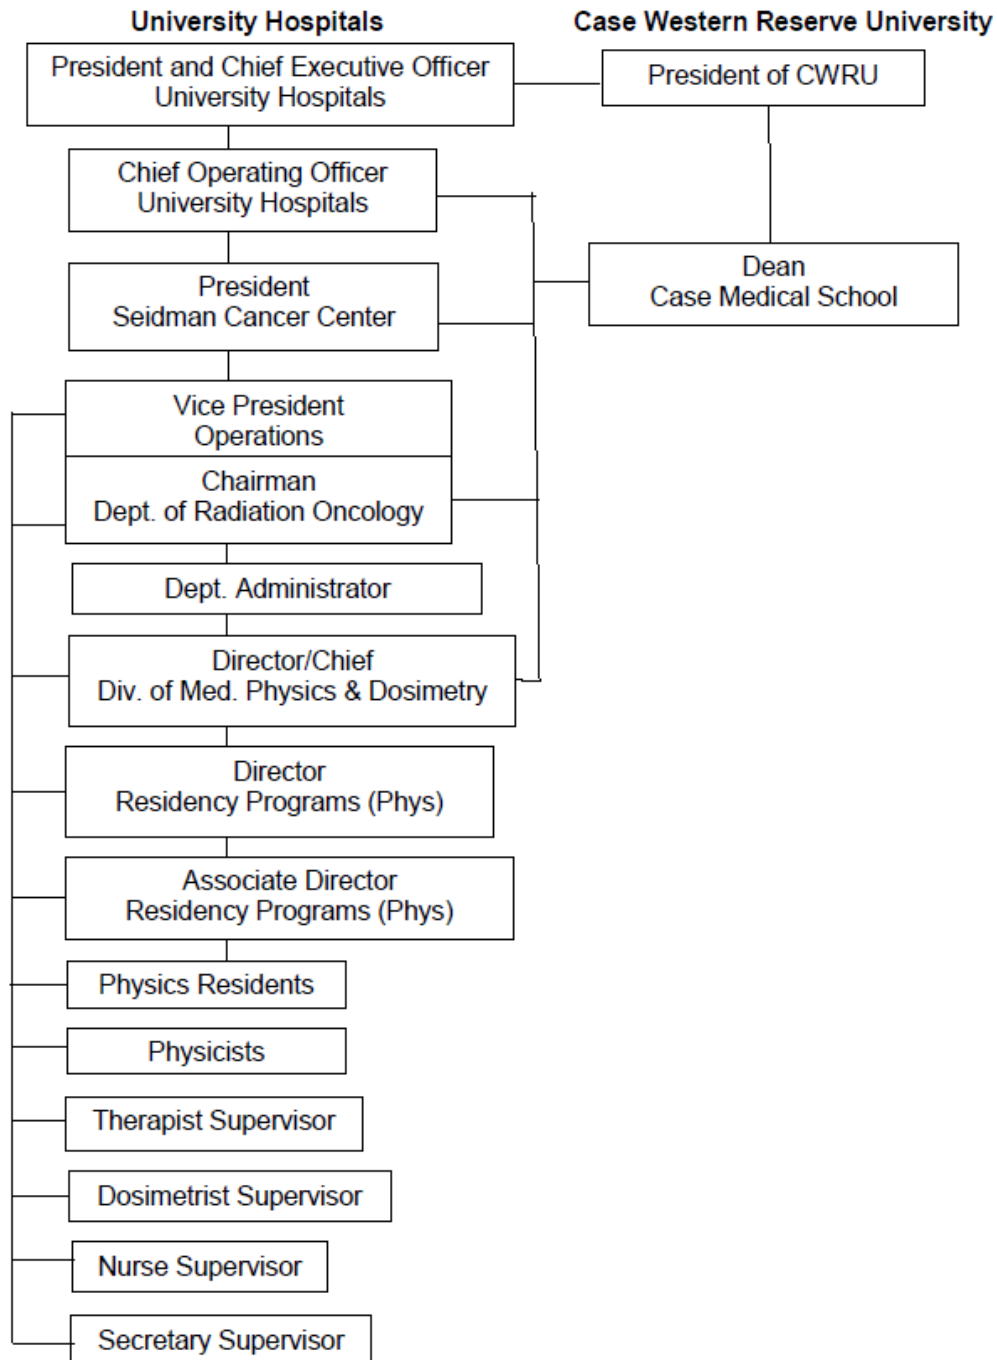 University Hospitals
Case Western Reserve University
President and Chief Executive Officer
University Hospitals
President of CWRU
Chief Operating Officer
University Hospitals
Dean
Case Medical School
President
Seidman Cancer Center
Vice President
Operations
Chairman
Dept. of Radiation Oncology
Dept. Administrator
Director/Chief
Div. of Med. Physics & Dosimetry
Director
Residency Programs (Phys)
Associate Director
Residency Programs (Phys)
Physics Residents
Physicists
Therapist Supervisor
Dosimetrist Supervisor
Nurse Supervisor
Secretary Supervisor